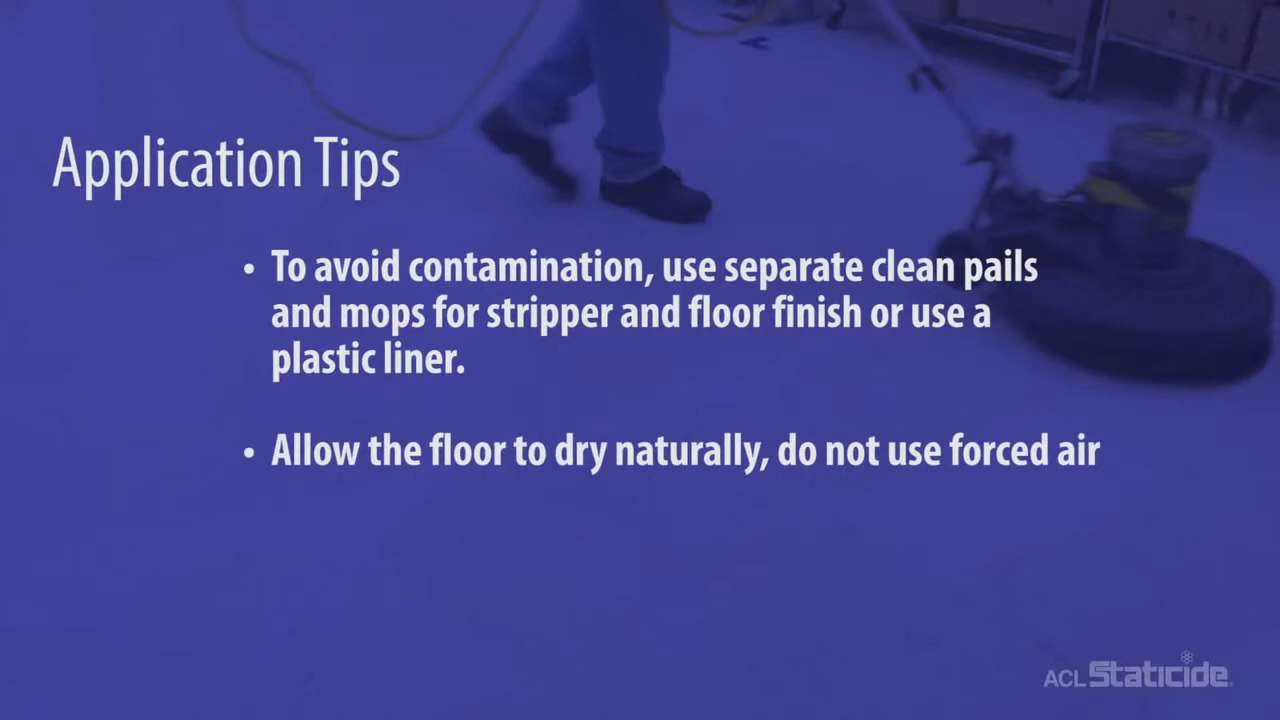 Application Tips
• To avoid contamination, use separate clean pails
and mops for stripper and floor finish or use a
plastic liner.
• Allow the floor to dry naturally, do not use forced air
ACL Staticide